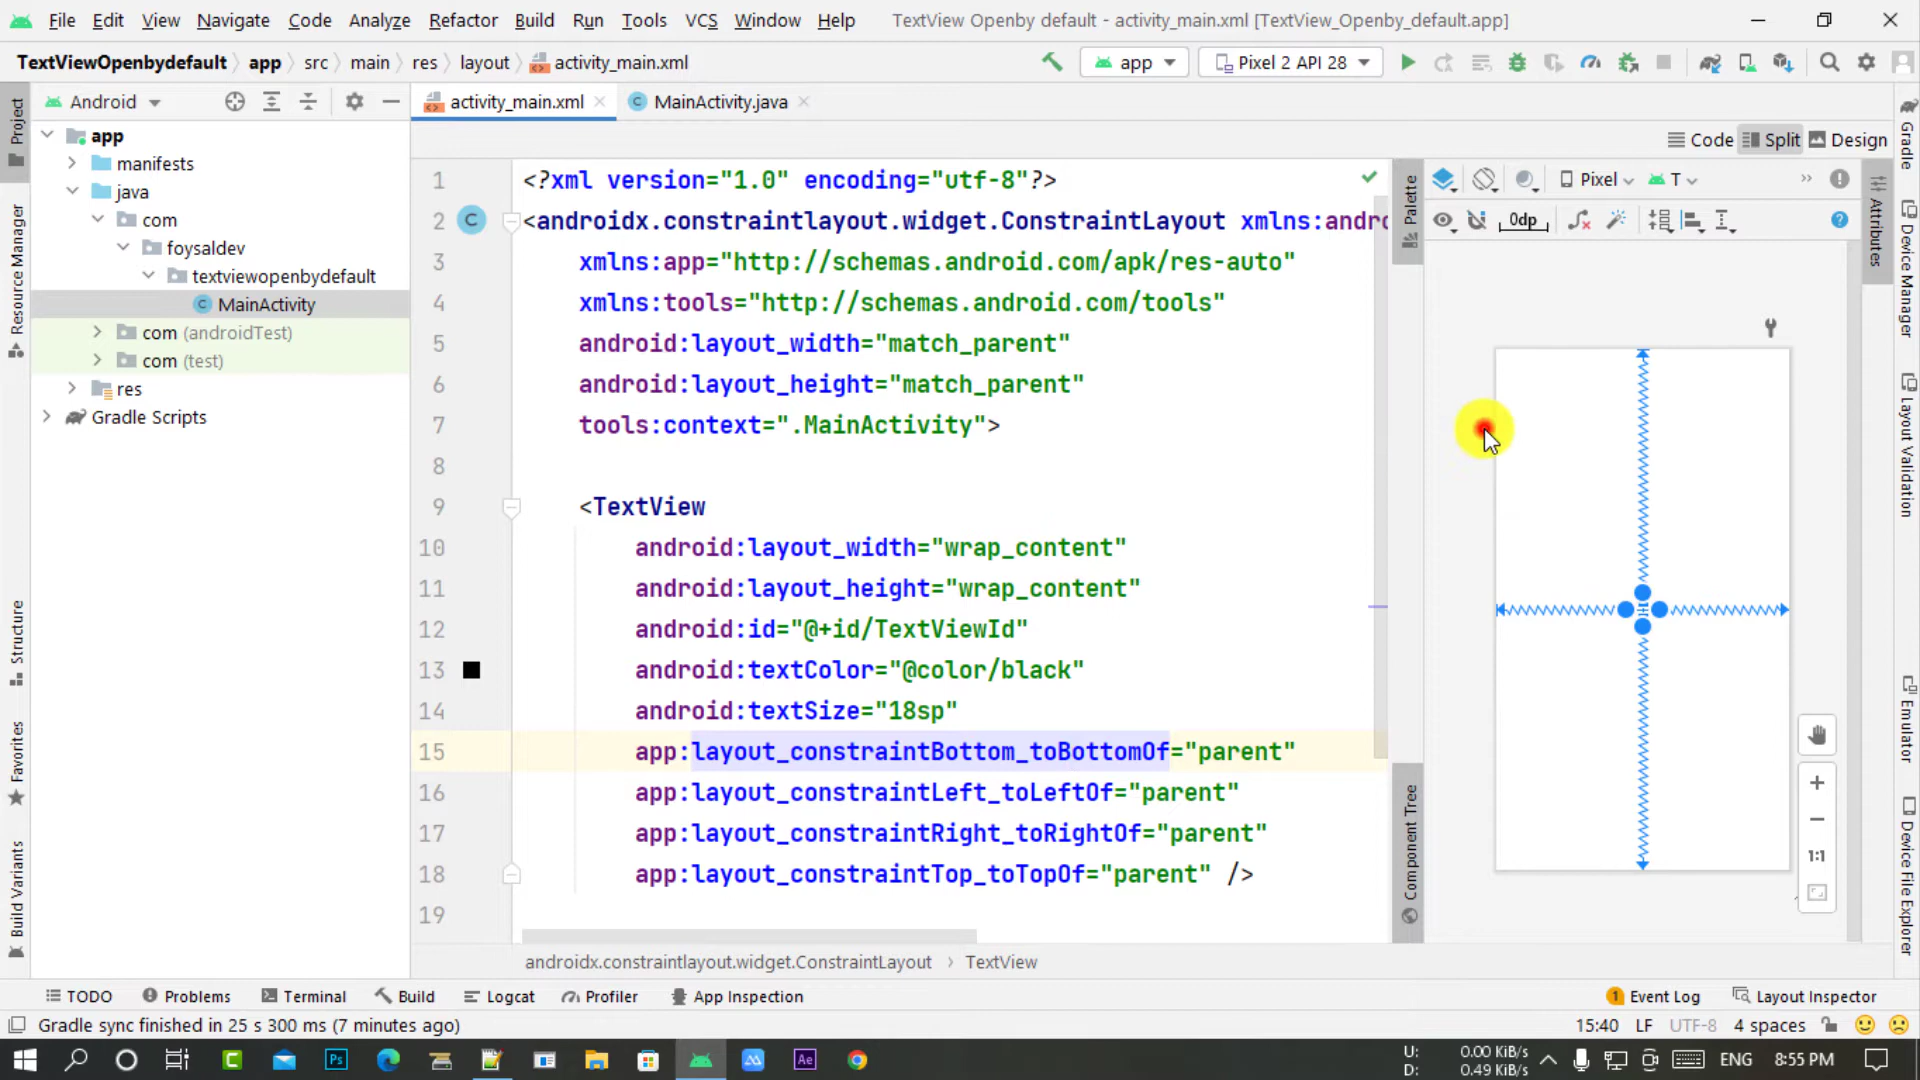 File Edit View Navigate Code Analyze Refactor Build Run Tools VCS Window Help TextView Openby default - activity_main.xml [TextView_Openby_default.app]
TextViewOpenbydefault app src main res layout activity_main.xml app Pixel 2 API 28
Project
Resource Manager
Structure
Favorites
Build Variants
Android
app
manifests
java
com
foysaldev
textviewopenbydefault
MainActivity
com (androidTest)
com (test)
res
Gradle Scripts
activity_main.xml MainActivity.java
Code Split Design
1 <?xml version="1.0" encoding="utf-8"?>
2 <androidx.constraintlayout.widget.ConstraintLayout xmlns:andro
3 xmlns:app="http://schemas.android.com/apk/res-auto"
4 xmlns:tools="http://schemas.android.com/tools"
5 android:layout_width="match_parent"
6 android:layout_height="match_parent"
7 tools:context=".MainActivity">
8
9 <TextView
10 android:layout_width="wrap_content"
11 android:layout_height="wrap_content"
12 android:id="@+id/TextViewId"
13 android:textColor="@color/black"
14 android:textSize="18sp"
15 app:layout_constraintBottom_toBottomOf="parent"
16 app:layout_constraintLeft_toLeftOf="parent"
17 app:layout_constraintRight_toRightOf="parent"
18 app:layout_constraintTop_toTopOf="parent" />
19
androidx.constraintlayout.widget.ConstraintLayout TextView
Palette
Component Tree
Pixel T
0dp
1:1
Attributes
Gradle
Device Manager
Layout Validation
Emulator
Device File Explorer
TODO Problems Terminal Build Logcat Profiler App Inspection 1 Event Log Layout Inspector
Gradle sync finished in 25 s 300 ms (7 minutes ago) 15:40 LF UTF-8 4 spaces
C Ps Ae U: 0.00 KiB/s ENG 8:55 PM
D: 0.49 KiB/s